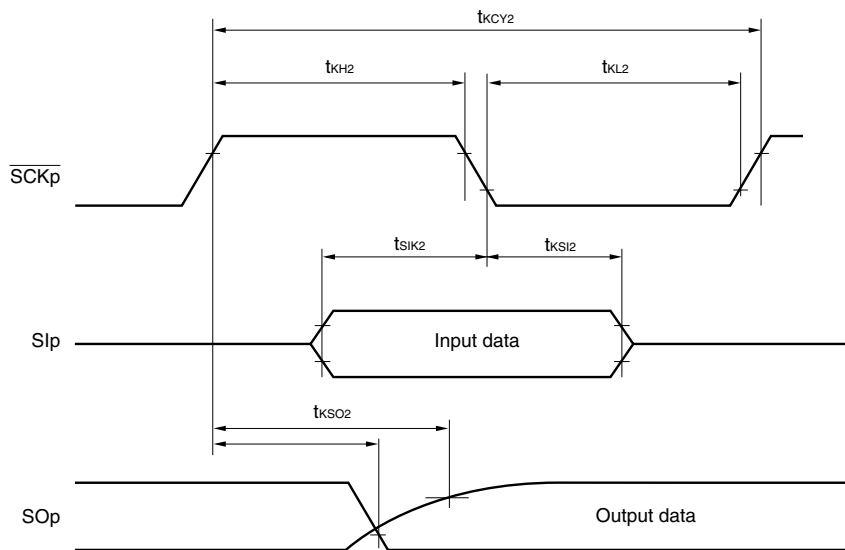 tKCY2
tKH2
tKL2
SCKp
tSIK2
tKSI2
SIp
Input data
tKSO2
SOp
Output data